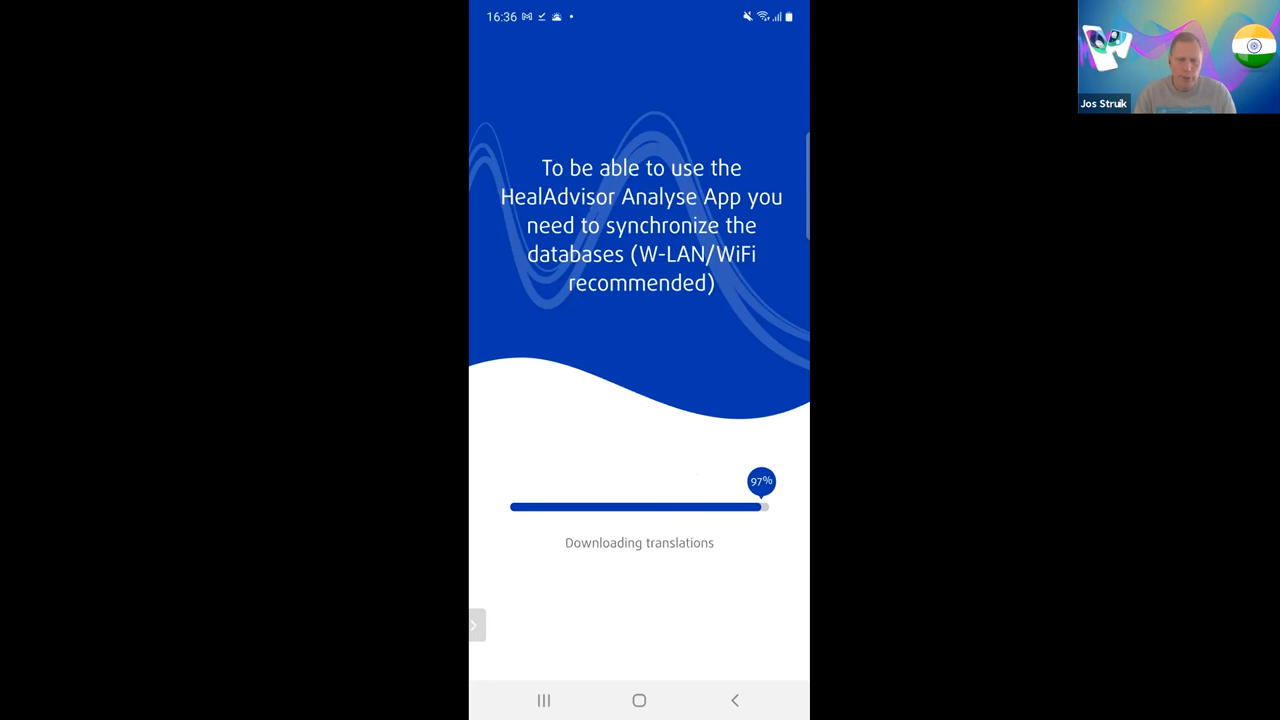 16:36
Jos Struik
To be able to use the
HealAdvisor Analyse App you
need to synchronize the
databases (W-LAN/WiFi
recommended)
97%
Downloading translations